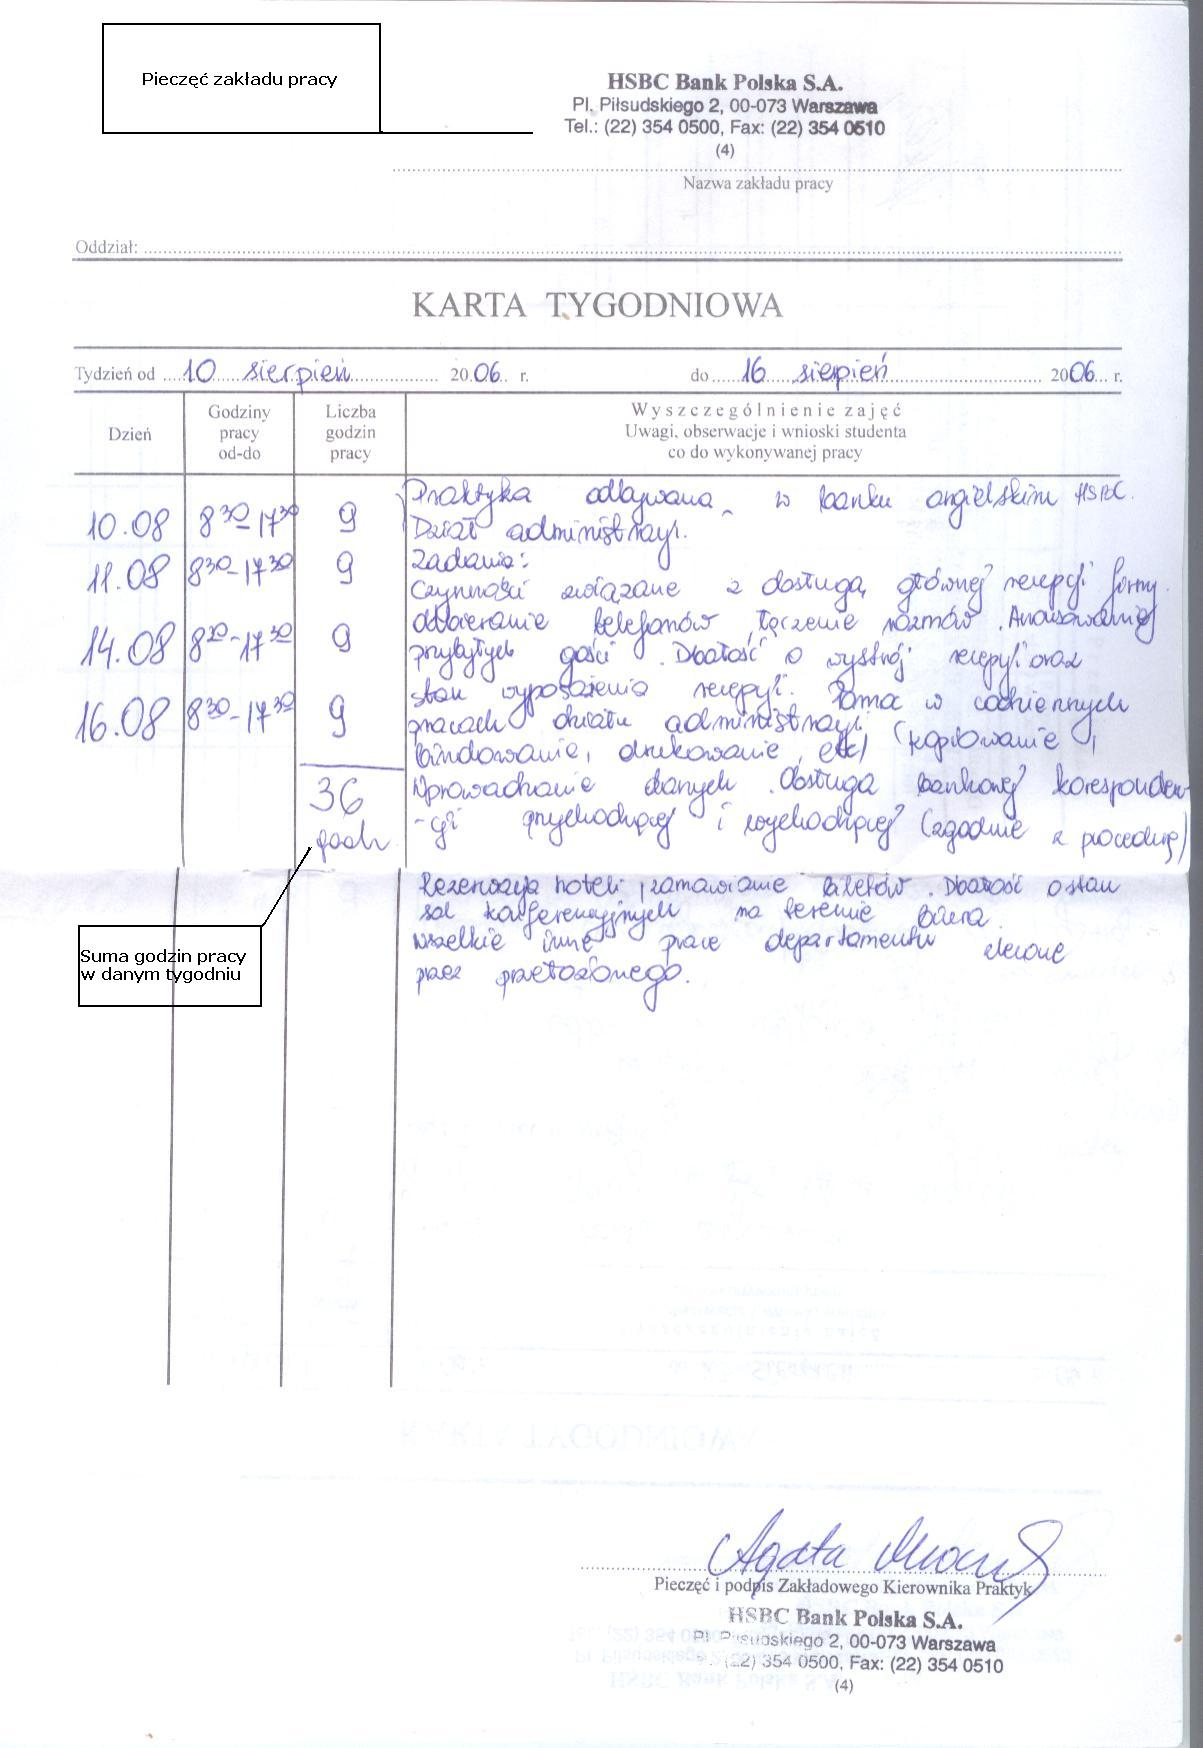 Pieczęć zakładu pracy
HSBC Bank Polska S.A.
Pl. Piłsudskiego 2, 00-073 Warszawa
Tel.: (22) 354 0500, Fax: (22) 354 0510
(4)
Nazwa zakładu pracy
Oddział:
KARTA TYGODNIOWA
Tydzień od 10 sierpień 2006 r. do 16 sierpień 2006 r.
Dzień
Godziny pracy od-do
Liczba godzin pracy
Wyszczególnienie zajęć
Uwagi, obserwacje i wnioski studenta
co do wykonywanej pracy
10.08 8 30 - 17 30 9
11.08 8 30 - 17 30 9
14.08 8 30 - 17 30 9
16.08 8 30 - 17 30 9
36
godz.
Praktyka odbywana w banku angielskim HSBC.
Dział administracji.
Zadania:
Czynności związane z obsługą głównej recepcji firmy.
Odbieranie telefonów, łączenie rozmów. Anonsowanie
przybyłych gości. Dbałość o wystrój recepcji oraz
stan wyposażenia recepcji. Pomoc w codziennych
pracach działu administracji (kopiowanie,
bindowanie, drukowanie, etc)
Wprowadzanie danych. Obsługa bankowej koresponden
-cji przychodzącej i wychodzącej (zgodnie z procedurą)
Rezerwacja hoteli, zamawianie biletów. Dbałość o stan
sal konferencyjnych na terenie biura.
Wszelkie inne prace departamentu zlecone
przez przełożonego.
Suma godzin pracy
w danym tygodniu
Agata
Pieczęć i podpis Zakładowego Kierownika Praktyk
HSBC Bank Polska S.A.
Pl. Piłsudskiego 2, 00-073 Warszawa
(22) 354 0500, Fax: (22) 354 0510
(4)